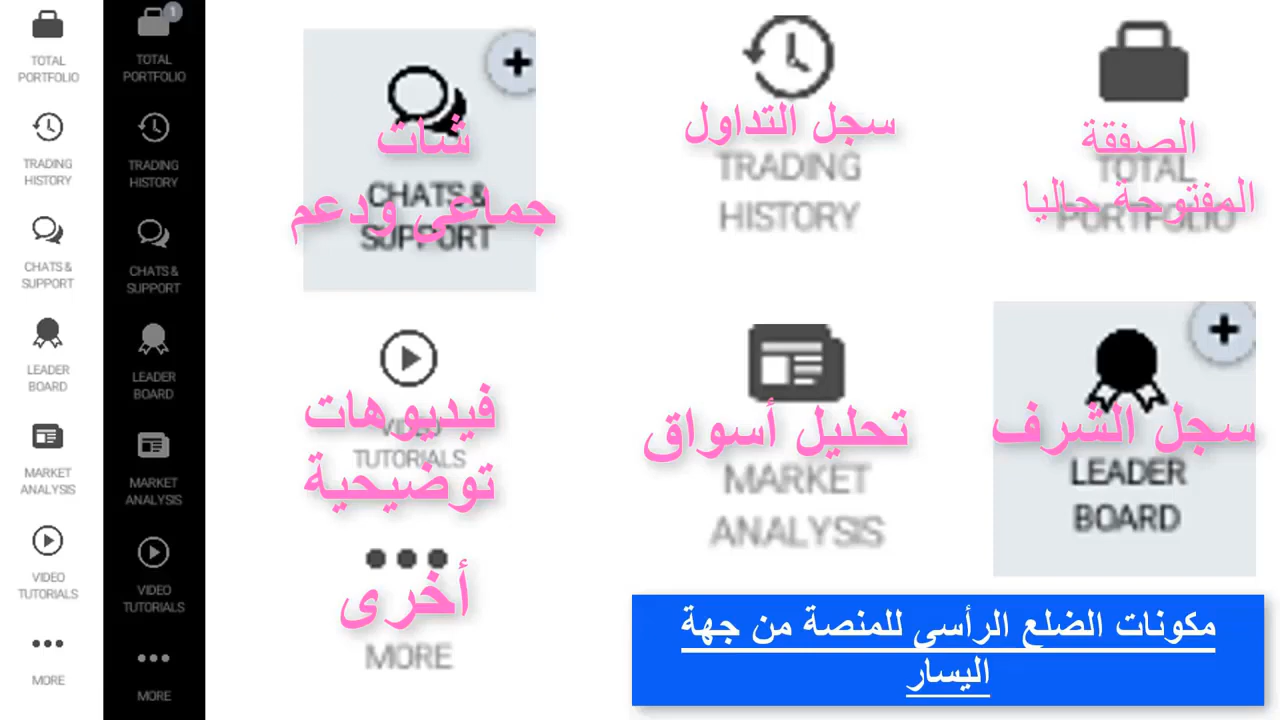 TOTAL
PORTFOLIO
TRADING
HISTORY
CHATS &
SUPPORT
LEADER
BOARD
MARKET
ANALYSIS
VIDEO
TUTORIALS
MORE
1
TOTAL
PORTFOLIO
TRADING
HISTORY
CHATS &
SUPPORT
LEADER
BOARD
MARKET
ANALYSIS
VIDEO
TUTORIALS
MORE
شات
جماعى ودعم
CHATS &
SUPPORT
سجل التداول
TRADING
HISTORY
الصفقة
المفتوحة حاليا
TOTAL
PORTFOLIO
فيديوهات
توضيحية
VIDEO
TUTORIALS
تحليل أسواق
MARKET
ANALYSIS
سجل الشرف
LEADER
BOARD
أخرى
MORE
مكونات الضلع الرأسى للمنصة من جهة
اليسار